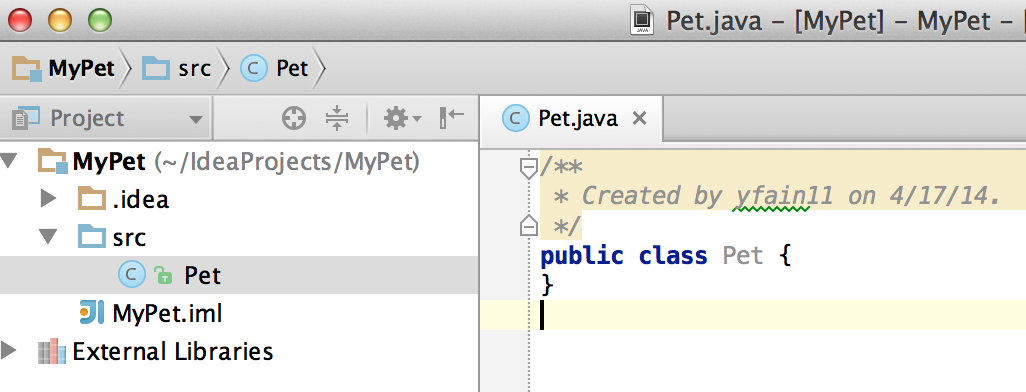 Pet.java – [MyPet] – MyPet –
MyPet src C Pet
Project
C Pet.java ×
MyPet (~/IdeaProjects/MyPet)
.idea
src
C Pet
MyPet.iml
External Libraries
/**
 * Created by yfain11 on 4/17/14.
 */
public class Pet {
}